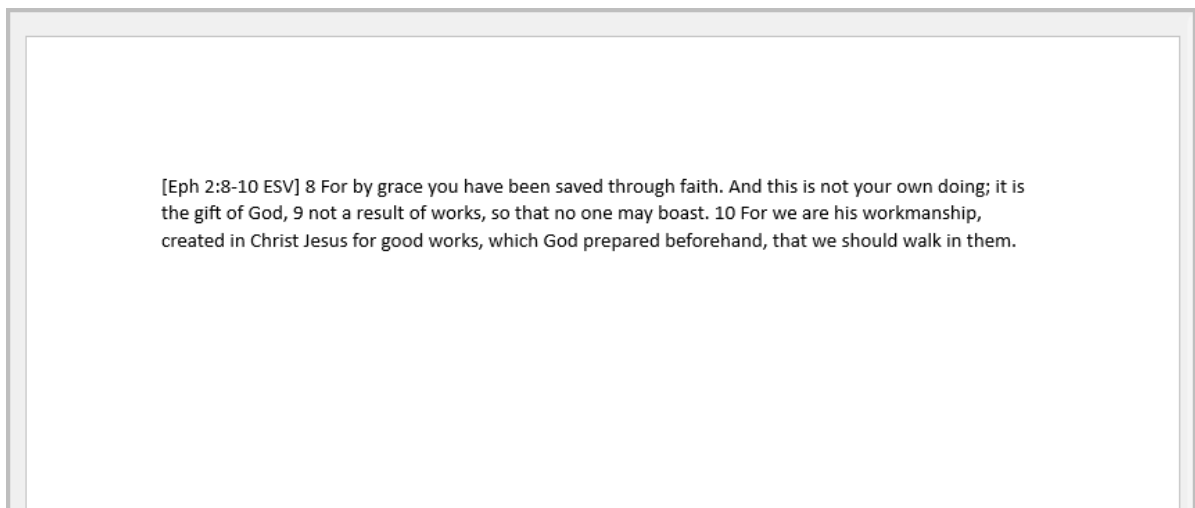 [Eph 2:8-10 ESV] 8 For by grace you have been saved through faith. And this is not your own doing; it is
the gift of God, 9 not a result of works, so that no one may boast. 10 For we are his workmanship,
created in Christ Jesus for good works, which God prepared beforehand, that we should walk in them.